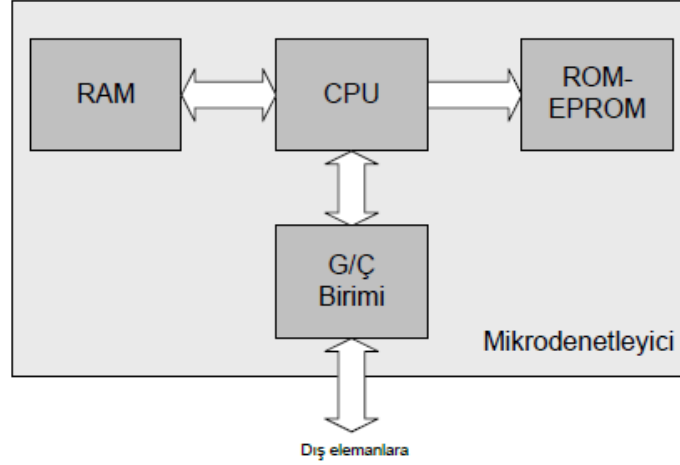 RAM
CPU
ROM-
EPROM
G/Ç
Birimi
Mikrodenetleyici
Dış elemanlara